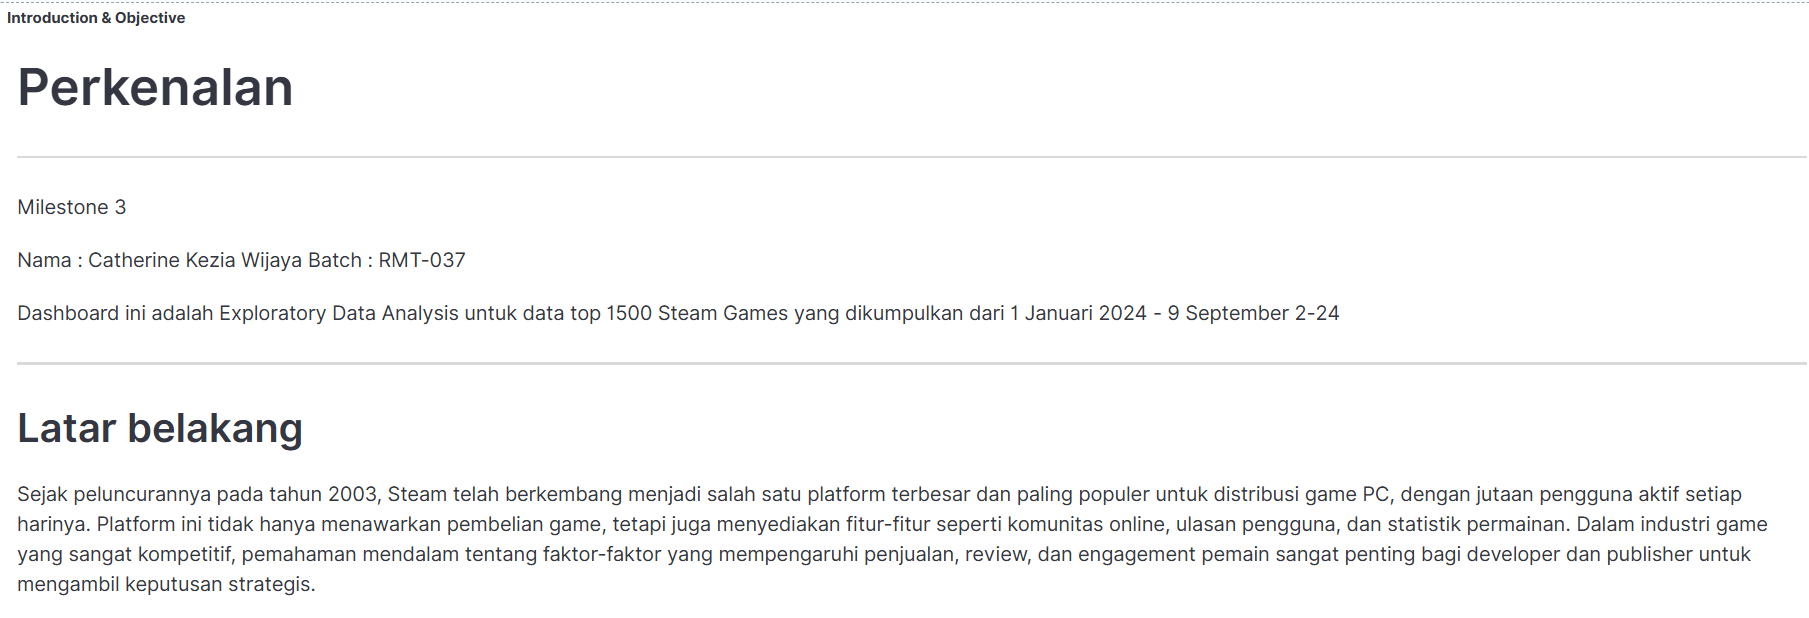 Introduction & Objective
Perkenalan
Milestone 3
Nama : Catherine Kezia Wijaya Batch : RMT-037
Dashboard ini adalah Exploratory Data Analysis untuk data top 1500 Steam Games yang dikumpulkan dari 1 Januari 2024 - 9 September 2-24
Latar belakang
Sejak peluncurannya pada tahun 2003, Steam telah berkembang menjadi salah satu platform terbesar dan paling populer untuk distribusi game PC, dengan jutaan pengguna aktif setiap
harinya. Platform ini tidak hanya menawarkan pembelian game, tetapi juga menyediakan fitur-fitur seperti komunitas online, ulasan pengguna, dan statistik permainan. Dalam industri game
yang sangat kompetitif, pemahaman mendalam tentang faktor-faktor yang mempengaruhi penjualan, review, dan engagement pemain sangat penting bagi developer dan publisher untuk
mengambil keputusan strategis.